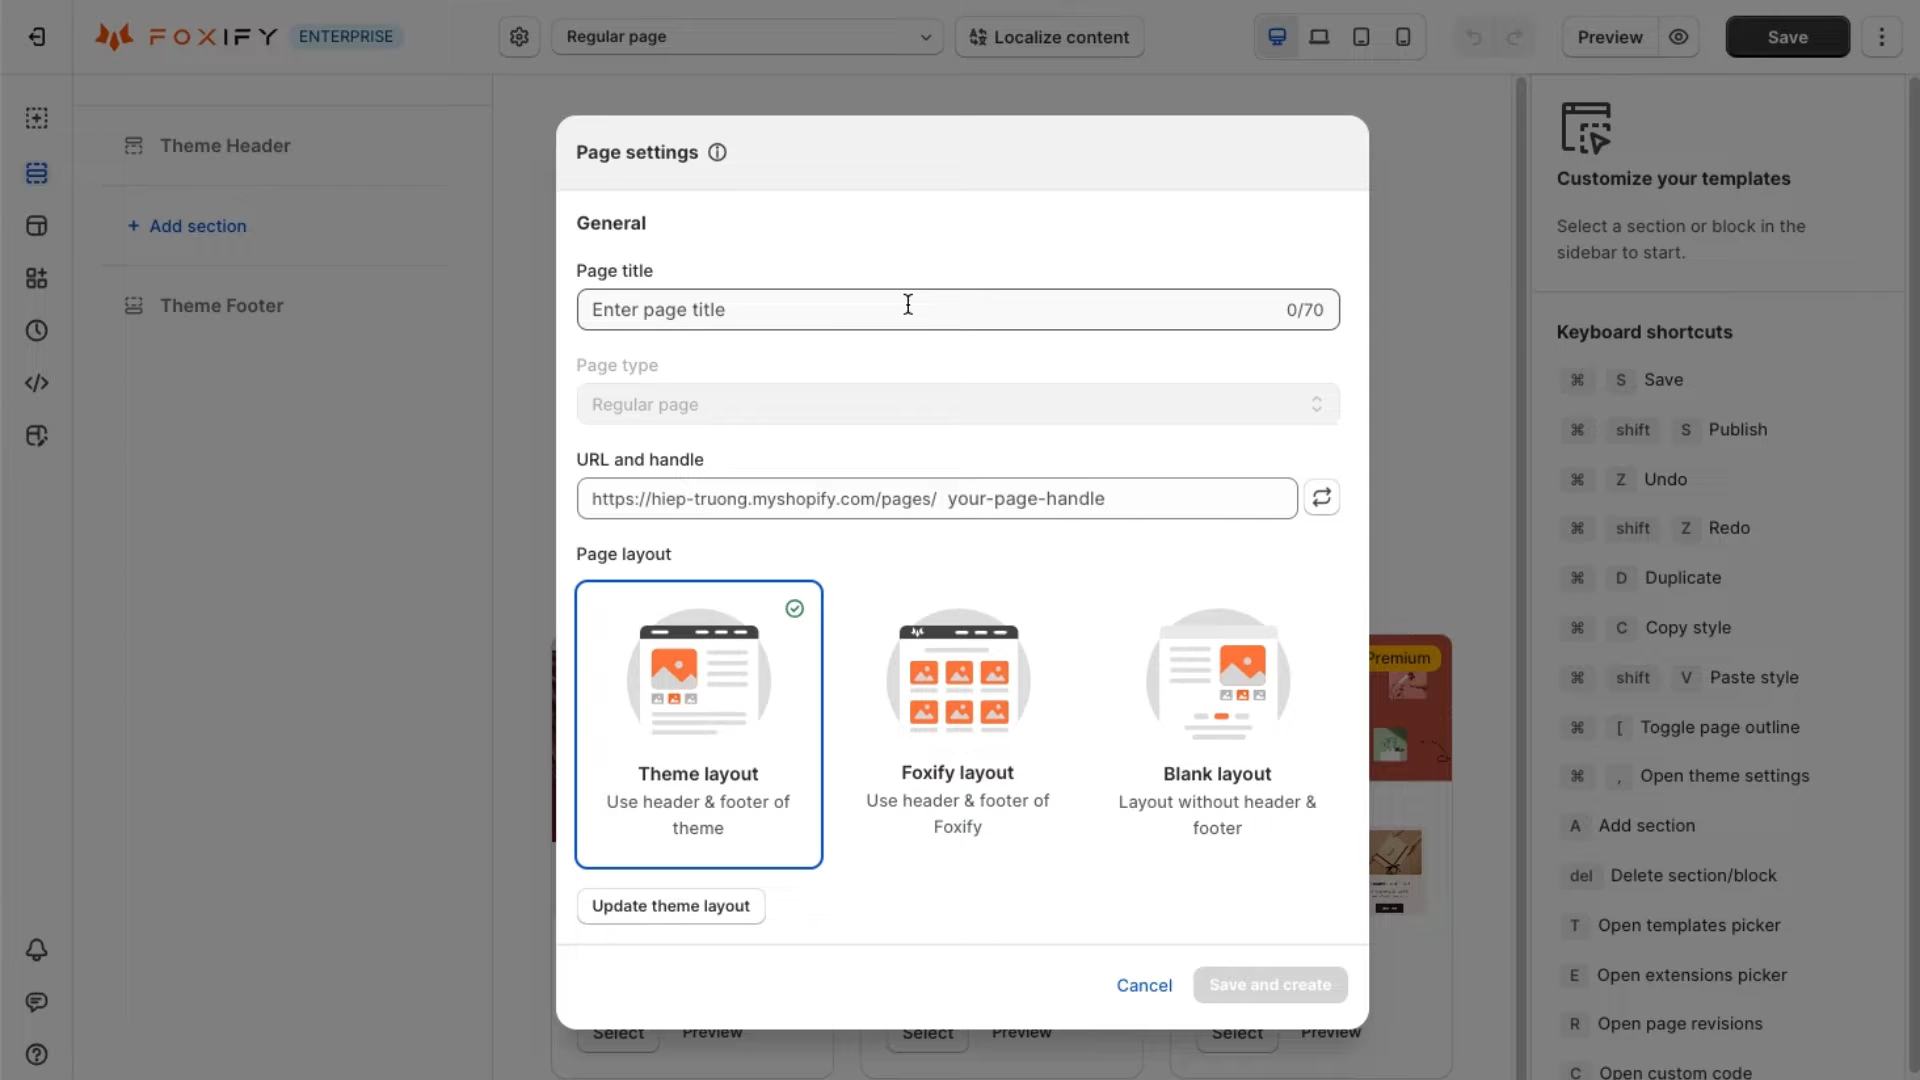 FOXIFY ENTERPRISE
Regular page
Localize content
Preview
Save
Theme Header
+ Add section
Theme Footer
Page settings
General
Page title
Enter page title 0/70
Page type
Regular page
URL and handle
https://hiep-truong.myshopify.com/pages/ your-page-handle
Page layout
Theme layout
Use header & footer of
theme
Foxify layout
Use header & footer of
Foxify
Blank layout
Layout without header &
footer
Update theme layout
Cancel
Save and create
Premium
Select Preview
Select Preview
Select Preview
Customize your templates
Select a section or block in the
sidebar to start.
Keyboard shortcuts
⌘ S Save
⌘ shift S Publish
⌘ Z Undo
⌘ shift Z Redo
⌘ D Duplicate
⌘ C Copy style
⌘ shift V Paste style
⌘ [ Toggle page outline
⌘ , Open theme settings
A Add section
del Delete section/block
T Open templates picker
E Open extensions picker
R Open page revisions
C Open custom code